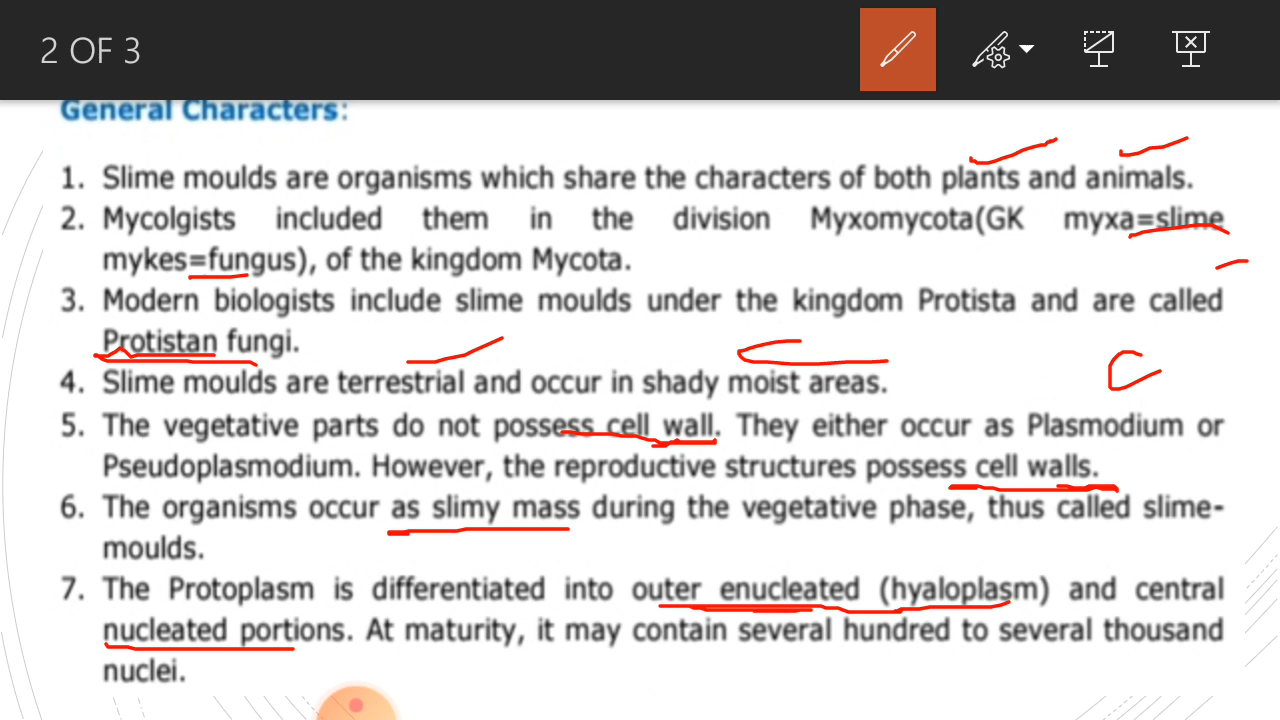 2 OF 3
General Characters:
1. Slime moulds are organisms which share the characters of both plants and animals.
2. Mycolgists included them in the division Myxomycota(GK myxa=slime
mykes=fungus), of the kingdom Mycota.
3. Modern biologists include slime moulds under the kingdom Protista and are called
Protistan fungi.
4. Slime moulds are terrestrial and occur in shady moist areas.
5. The vegetative parts do not possess cell wall. They either occur as Plasmodium or
Pseudoplasmodium. However, the reproductive structures possess cell walls.
6. The organisms occur as slimy mass during the vegetative phase, thus called slime-
moulds.
7. The Protoplasm is differentiated into outer enucleated (hyaloplasm) and central
nucleated portions. At maturity, it may contain several hundred to several thousand
nuclei.